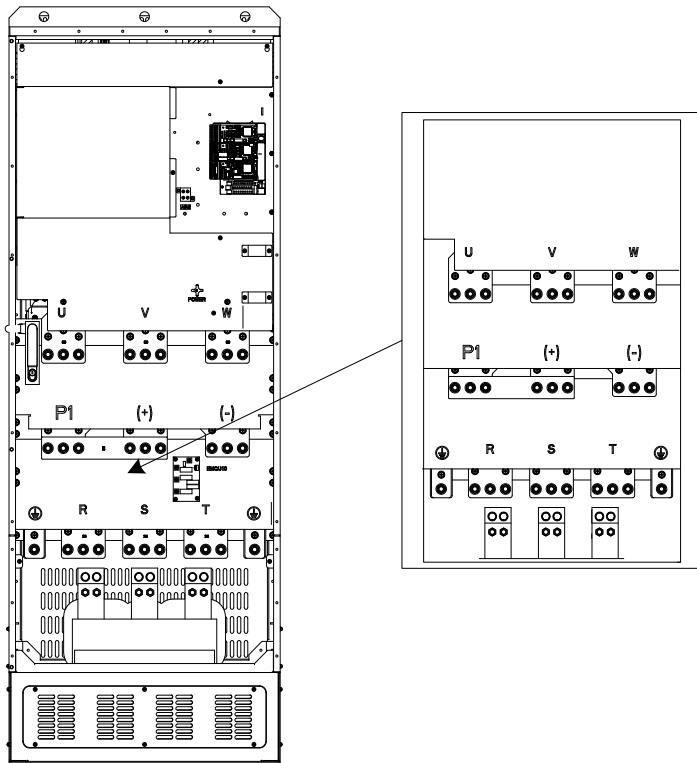 POWER
U V W
P1 (+) (-)
R S T
U V W
P1 (+) (-)
R S T